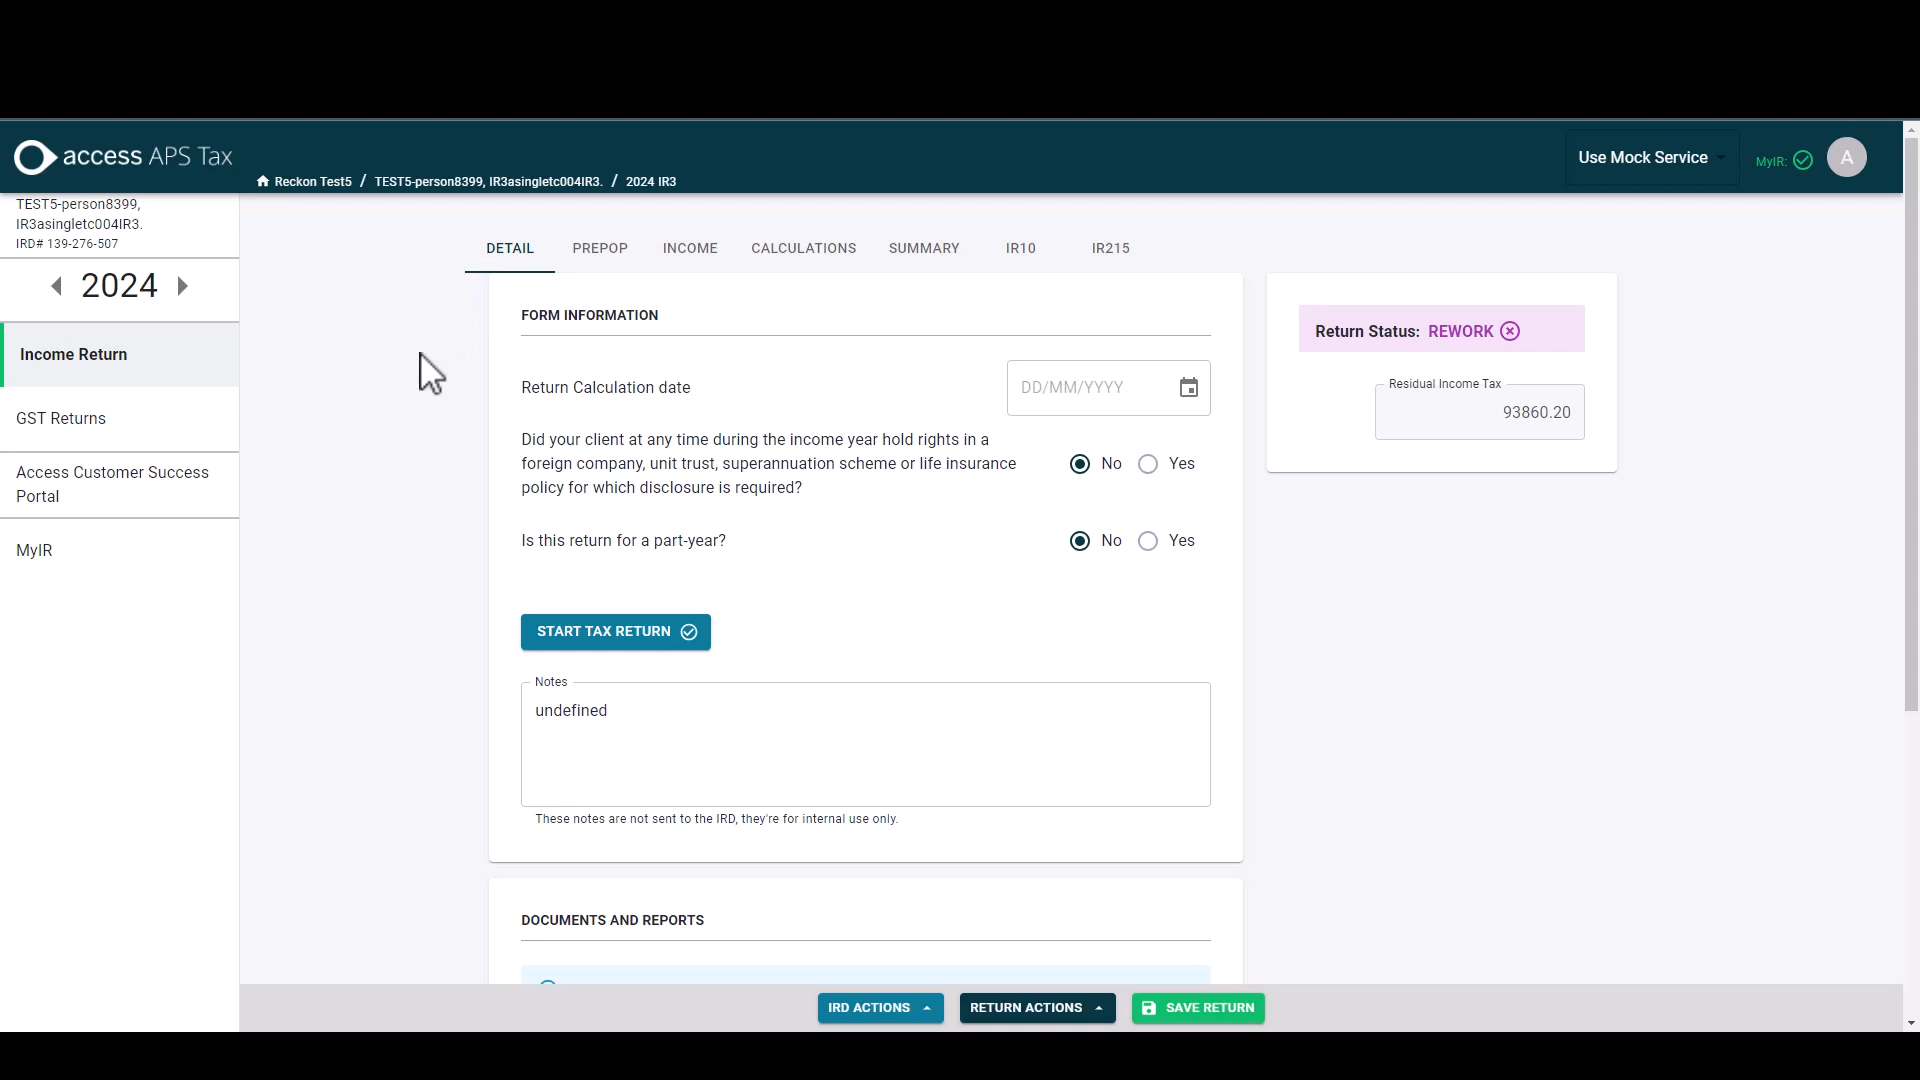 access APS Tax
Reckon Test5 / TEST5-person8399, IR3asingletc004IR3. / 2024 IR3
Use Mock Service
MyIR:
A
TEST5-person8399,
IR3asingletc004IR3.
IRD# 139-276-507
2024
Income Return
GST Returns
Access Customer Success
Portal
MyIR
DETAIL
PREPOP
INCOME
CALCULATIONS
SUMMARY
IR10
IR215
FORM INFORMATION
Return Calculation date
DD/MM/YYYY
Did your client at any time during the income year hold rights in a
foreign company, unit trust, superannuation scheme or life insurance
policy for which disclosure is required?
No
Yes
Is this return for a part-year?
No
Yes
START TAX RETURN
Notes
undefined
These notes are not sent to the IRD, they're for internal use only.
DOCUMENTS AND REPORTS
Return Status: REWORK
Residual Income Tax
93860.20
IRD ACTIONS
RETURN ACTIONS
SAVE RETURN